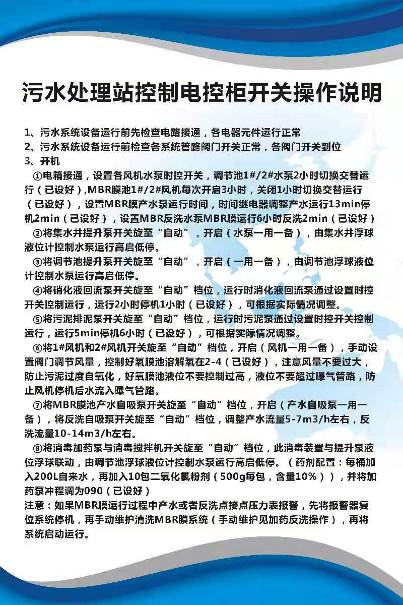 污水处理站控制电控柜开关操作说明
1、污水系统设备运行前先检查电路接通，各电器元件运行正常
2、污水系统设备运行前检查各系统管路阀门开关正常，各阀门开关到位
3、开机
①电箱接通，设置各风机水泵时控开关，调节池1#/2#水泵2小时切换交替运
行（已设好）,MBR膜池1#/2#风机每次开启3小时，关闭1小时切换交替运行
（已设好），设置MBR膜产水泵运行时间，时间继电器调整产水运行13min停
机2min（已设好），设置MBR反洗水泵MBR膜运行6小时反洗2min（已设好）
②将集水井提升泵开关旋至“自动”，开启（水泵一用一备），由集水井浮球
液位计控制水泵运行高启低停。
③将调节池提升泵开关旋至“自动”，开启（一用一备），由调节池浮球液位
计控制水泵运行高启低停。
④将硝化液回流泵开关旋至“自动”档位，运行时消化液回流泵通过设置时控
开关控制运行，运行2小时停机1小时（已设好），可根据实际情况调整。
⑤将污泥排泥泵开关旋至“自动”档位，运行时污泥泵通过设置时控开关控制
运行，运行5min停机6小时（已设好），可根据实际情况调整。
⑥将1#风机和2#风机开关旋至“自动”档位，开启（风机一用一备），手动设
置阀门调节风量，控制好氧膜池溶解氧在2-4（已设好），注意风量不要过大，
防止污泥过度自氧化，好氧膜池液位不要控制过高，液位不要超过曝气管路，防
止风机停机后水流入曝气管路。
⑦将MBR膜池产水自吸泵开关旋至“自动”档位，开启（产水自吸泵一用一
备），将反洗自吸泵开关旋至“自动”档位，调整产水流量5-7m3/h左右，反
洗流量10-14m3/h左右。
⑧将消毒加药泵与消毒搅拌机开关旋至“自动”档位，此消毒装置与提升泵液
位浮球联动，由调节池浮球液位计控制水泵运行高启低停。（药剂配置：每桶加
入200L自来水，再加入10包二氧化氯粉剂（500g每包，含量10%）），并将加
药泵冲程调为090（已设好）
注意：如果MBR膜运行过程中产水或者反洗点接点压力表报警，先将报警器复
位系统停机，再手动维护清洗MBR膜系统（手动维护见加药反洗操作），再将
系统启动运行。